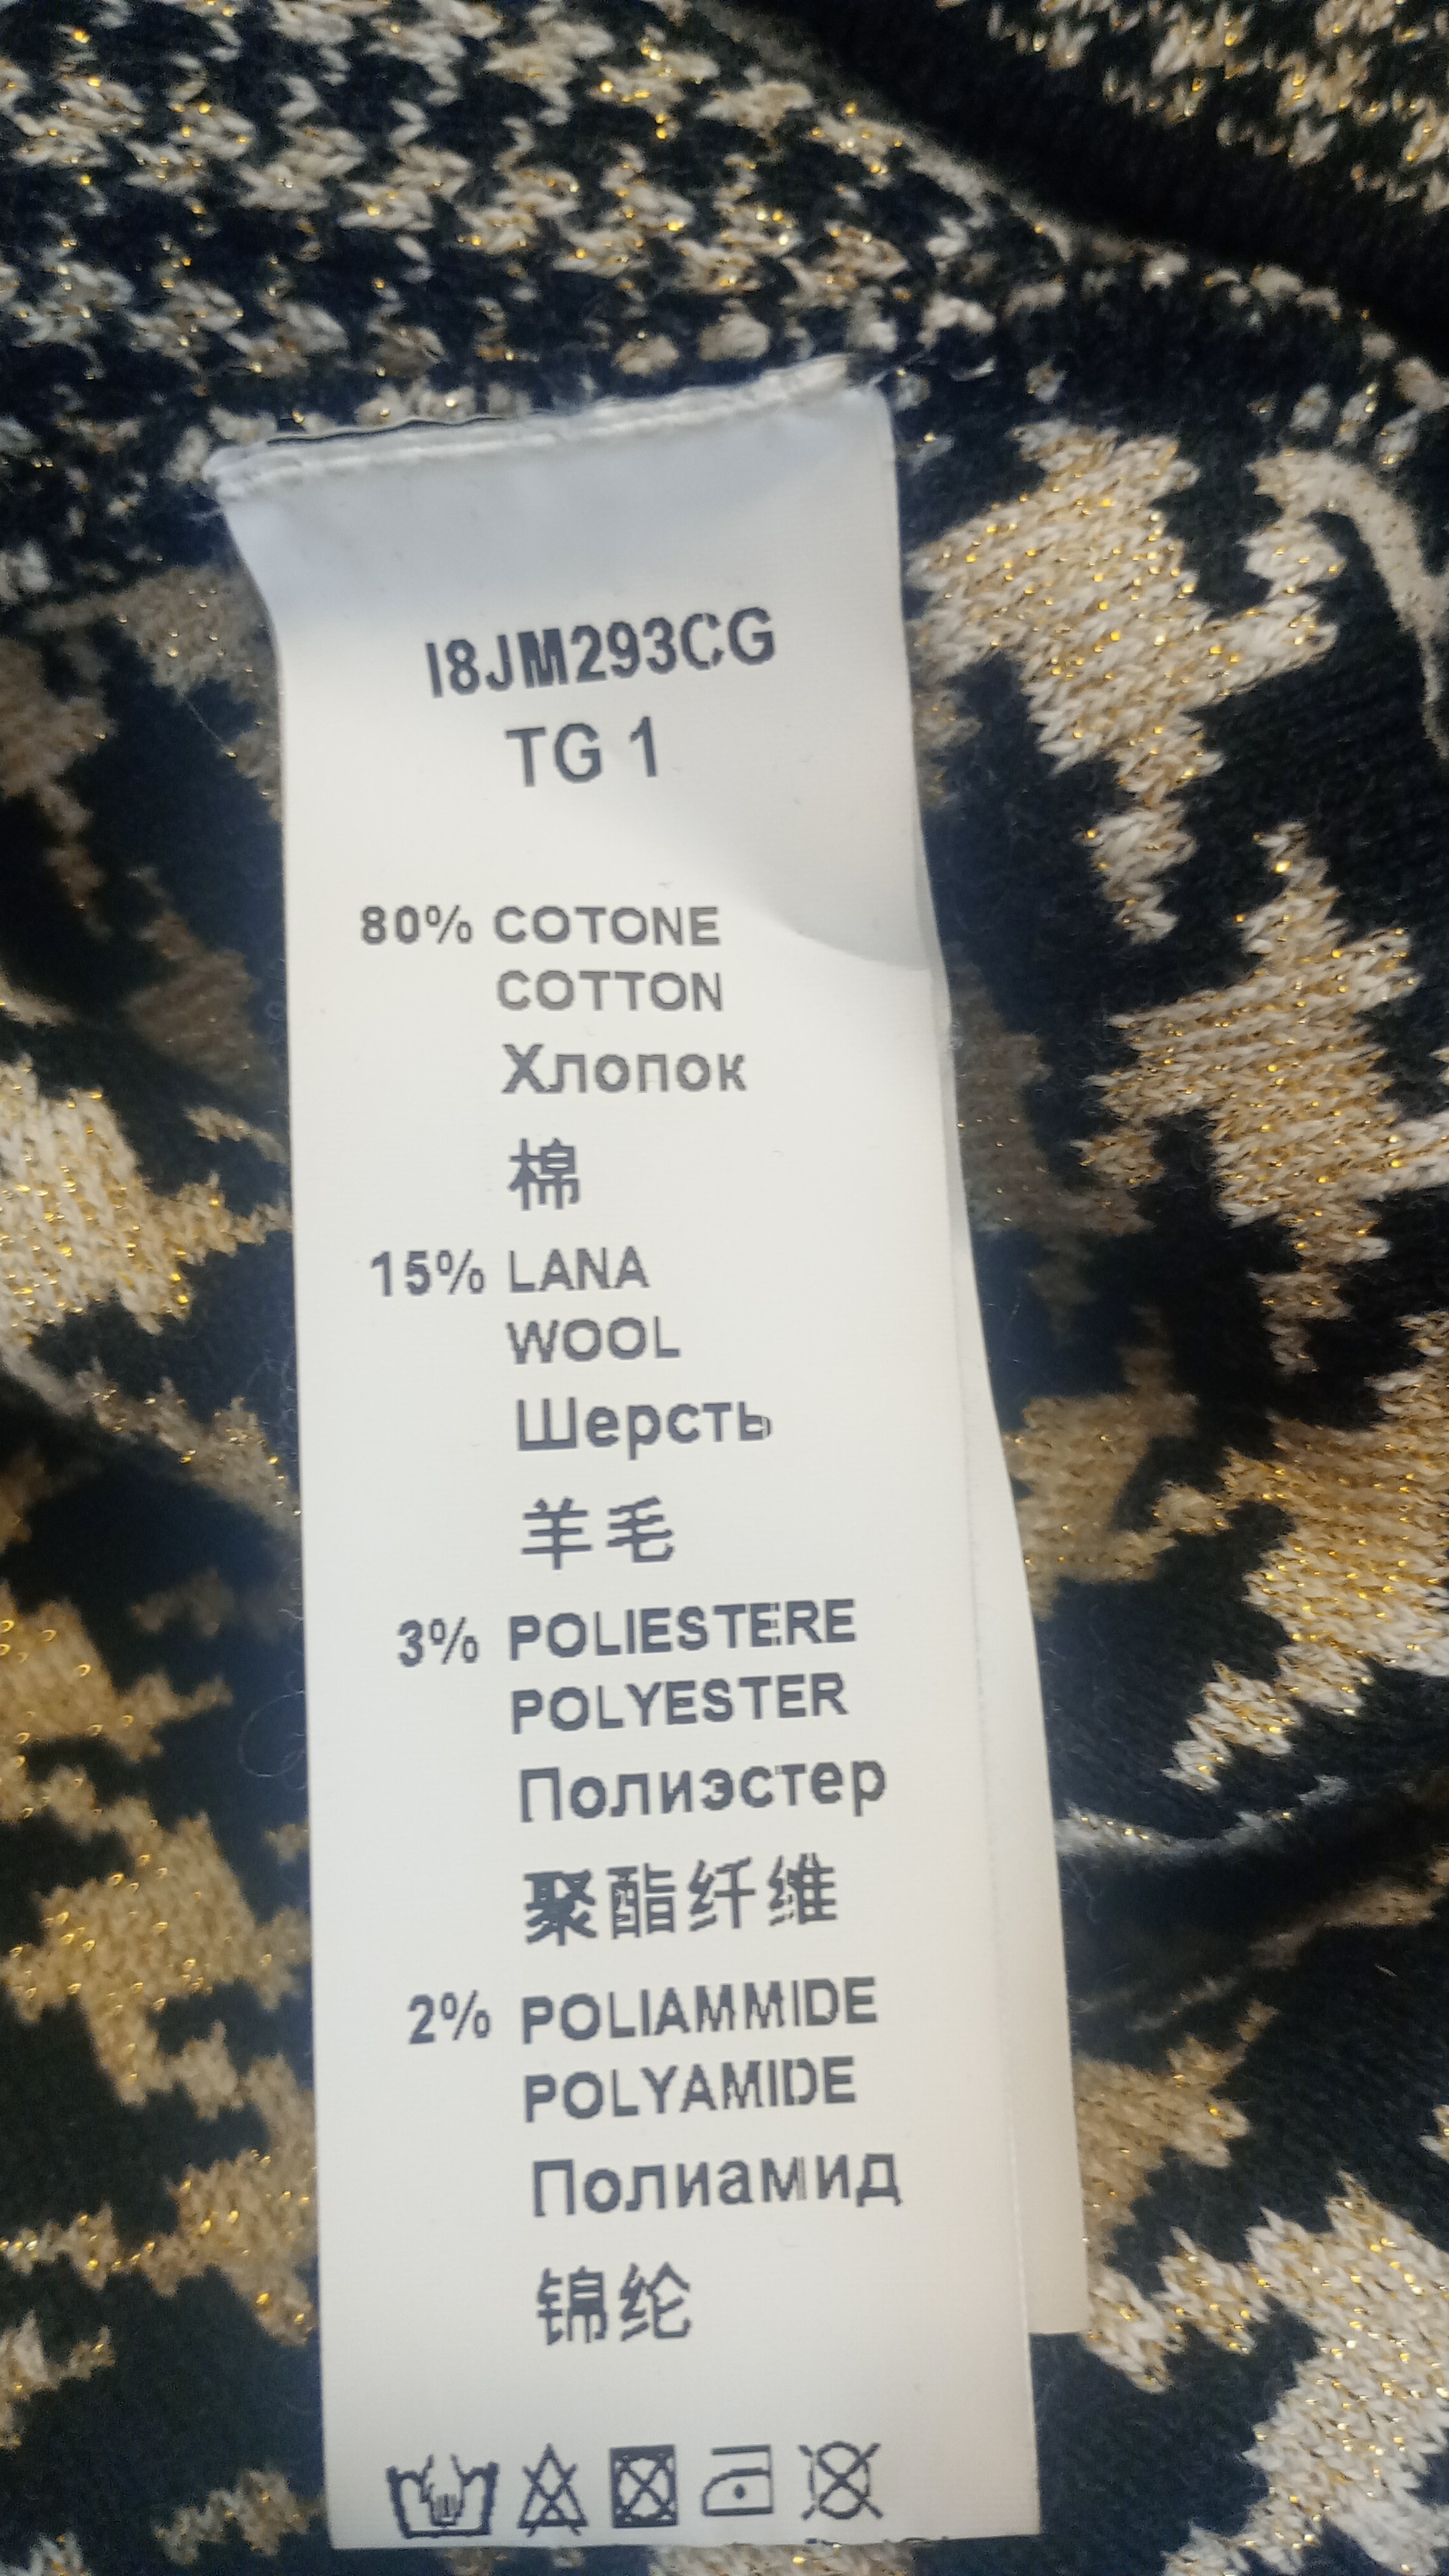 I8JM293CG
TG 1
80% COTONE
COTTON
Хлопок
棉
15% LANA
WOOL
Шерсть
羊毛
3% POLIESTERE
POLYESTER
Полиэстер
聚酯纤维
2% POLIAMMIDE
POLYAMIDE
Полиамид
锦纶